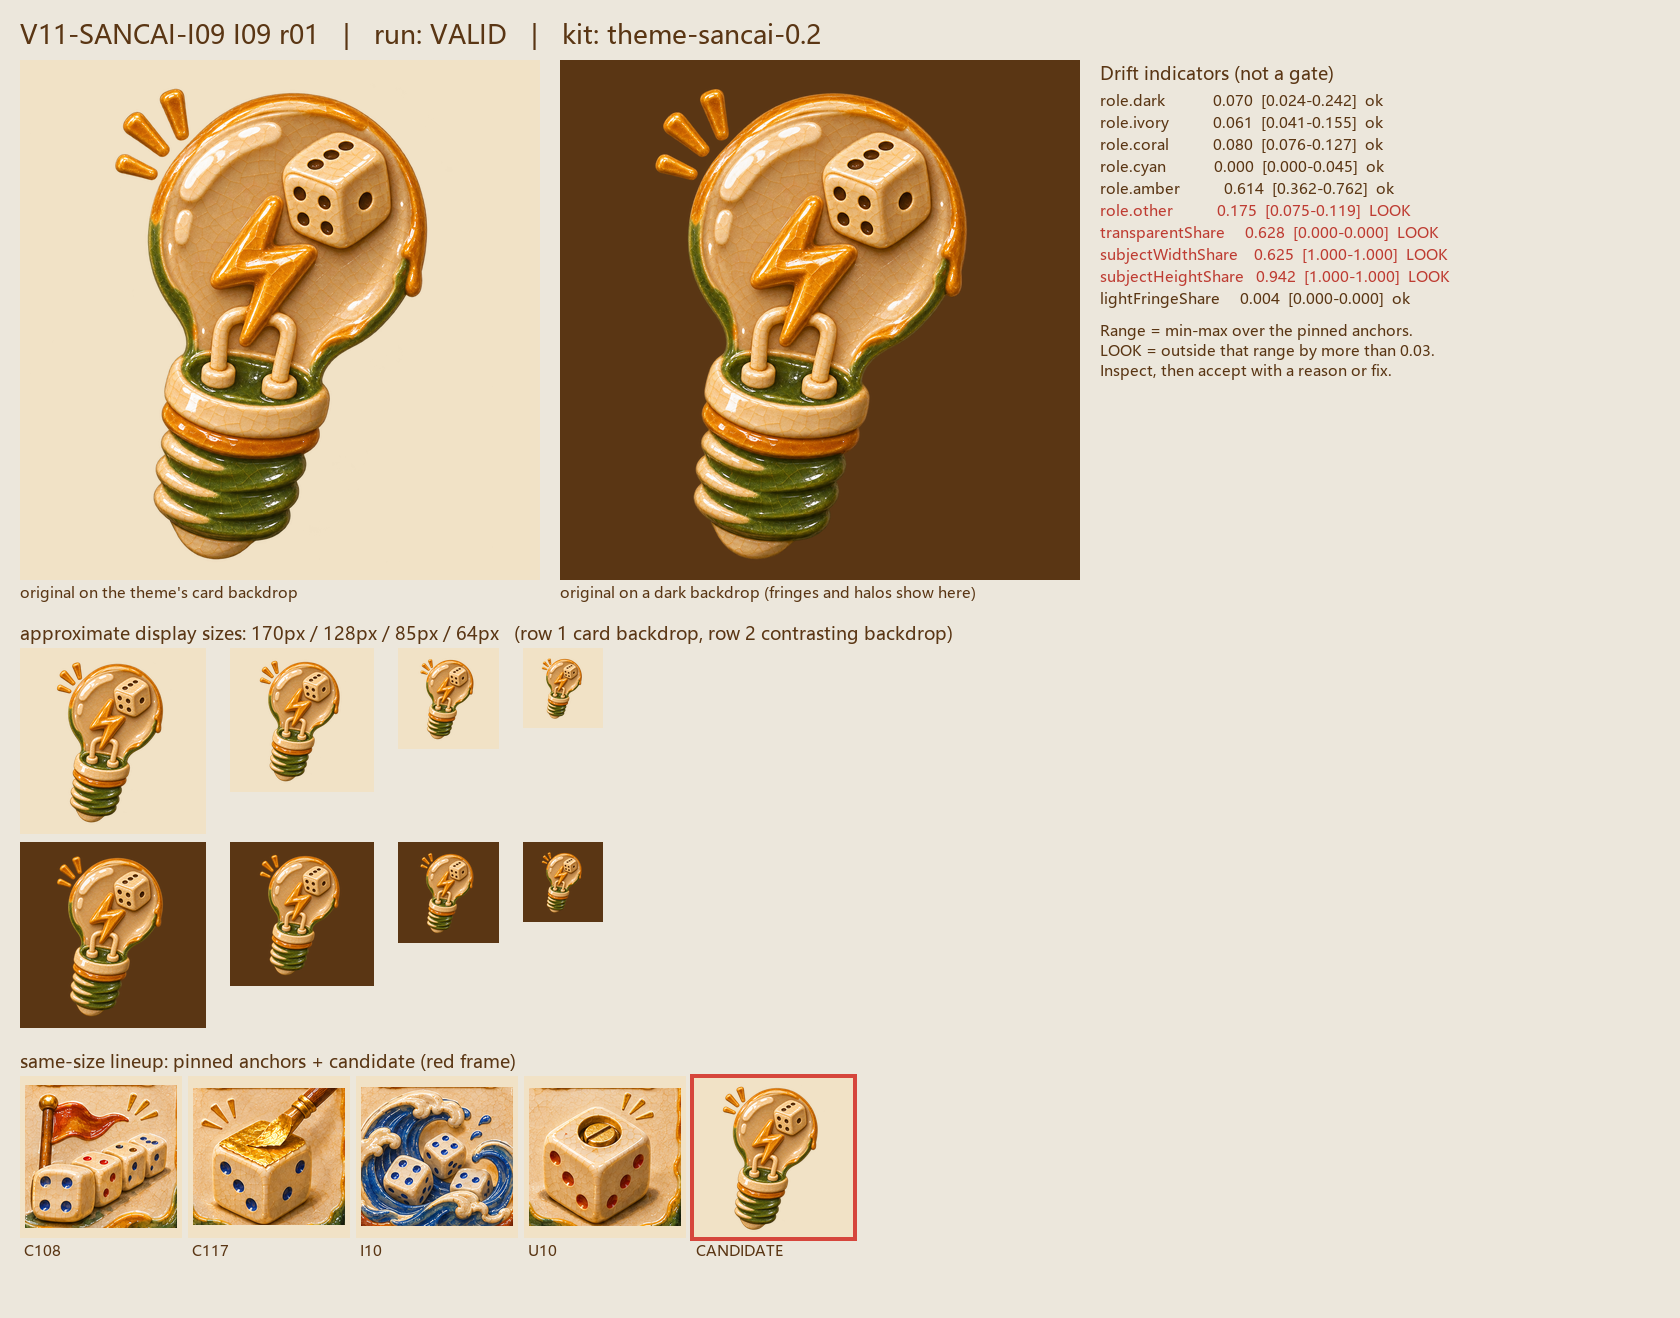 V11-SANCAI-I09 I09 r01 | run: VALID | kit: theme-sancai-0.2
Drift indicators (not a gate)
role.dark 0.070 [0.024-0.242] ok
role.ivory 0.061 [0.041-0.155] ok
role.coral 0.080 [0.076-0.127] ok
role.cyan 0.000 [0.000-0.045] ok
role.amber 0.614 [0.362-0.762] ok
role.other 0.175 [0.075-0.119] LOOK
transparentShare 0.628 [0.000-0.000] LOOK
subjectWidthShare 0.625 [1.000-1.000] LOOK
subjectHeightShare 0.942 [1.000-1.000] LOOK
lightFringeShare 0.004 [0.000-0.000] ok
Range = min-max over the pinned anchors.
LOOK = outside that range by more than 0.03.
Inspect, then accept with a reason or fix.
original on the theme's card backdrop
original on a dark backdrop (fringes and halos show here)
approximate display sizes: 170px / 128px / 85px / 64px (row 1 card backdrop, row 2 contrasting backdrop)
same-size lineup: pinned anchors + candidate (red frame)
C108
C117
I10
U10
CANDIDATE